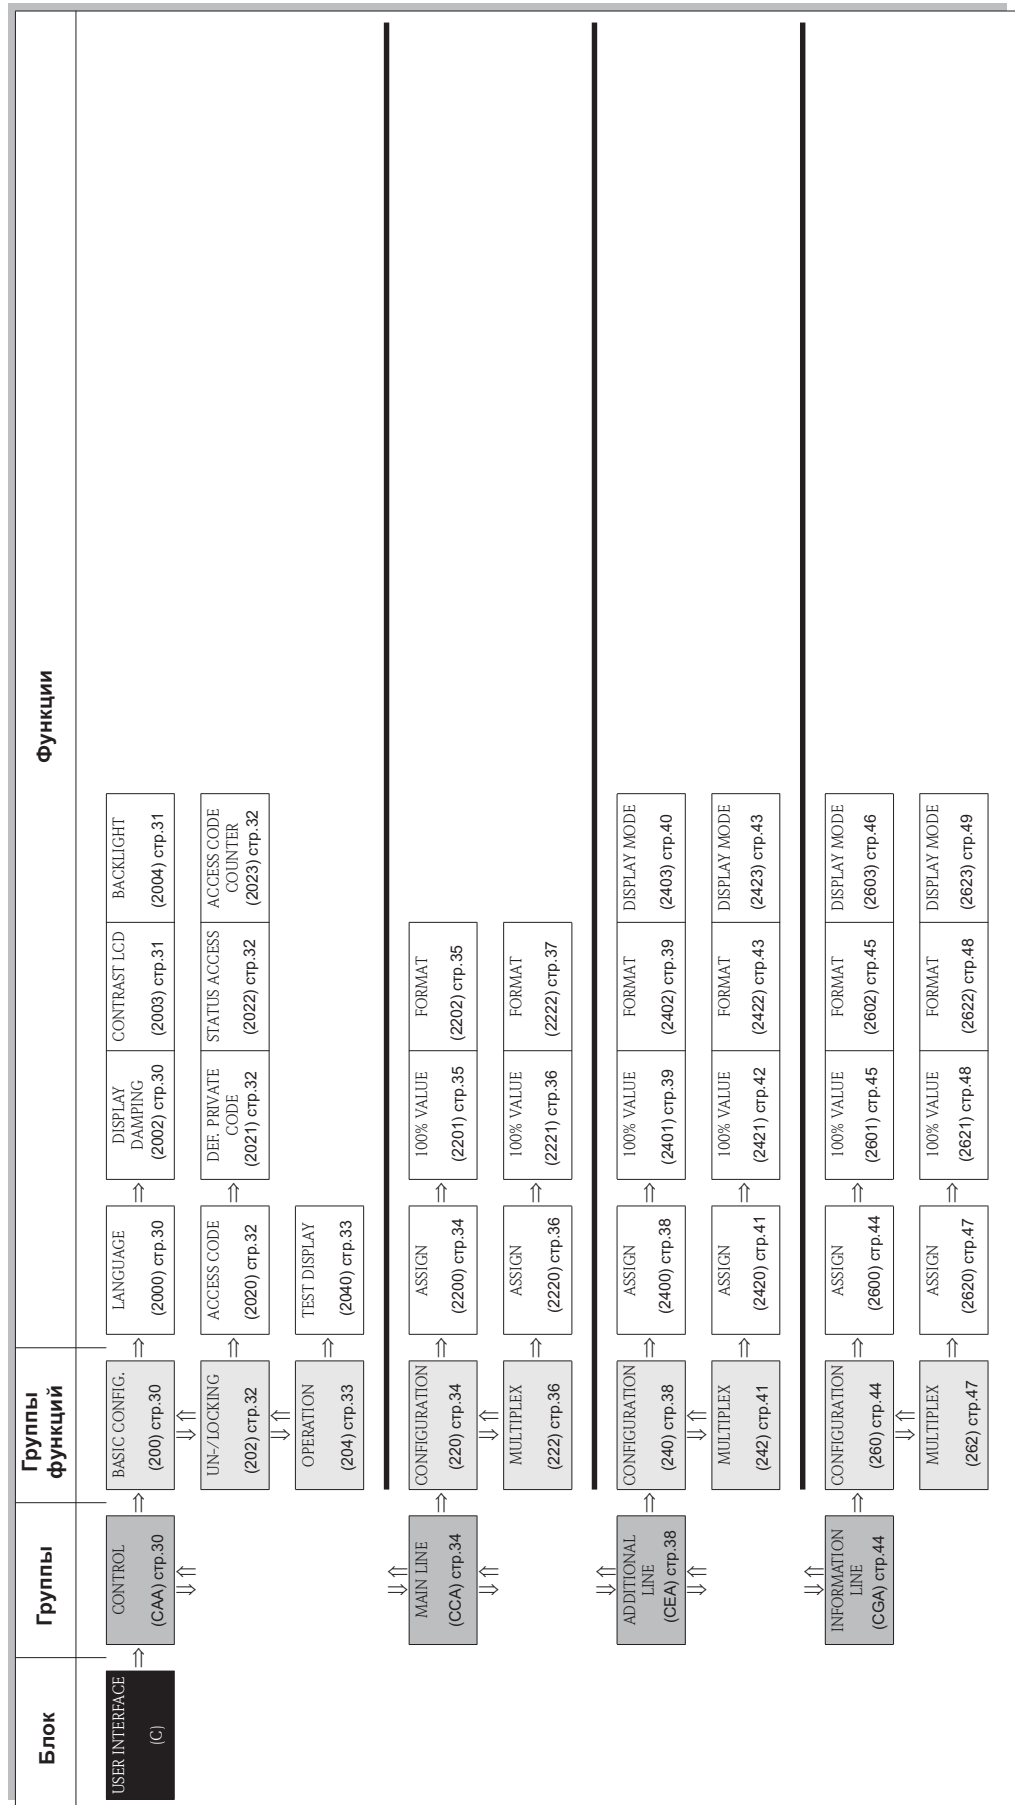 Блок
Группы
Группы
функций
Функции
USER INTERFACE
(C)
CONTROL
(CAA) стр.30
BASIC CONFIG.
(200) стр.30
LANGUAGE
(2000) стр.30
DISPLAY
DAMPING
(2002) стр.30
CONTRAST LCD
(2003) стр.31
BACKLIGHT
(2004) стр.31
UN-/LOCKING
(202) стр.32
ACCESS CODE
(2020) стр.32
DEF. PRIVATE
CODE
(2021) стр.32
STATUS ACCESS
(2022) стр.32
ACCESS CODE
COUNTER
(2023) стр.32
OPERATION
(204) стр.33
TEST DISPLAY
(2040) стр.33
MAIN LINE
(CCA) стр.34
CONFIGURATION
(220) стр.34
ASSIGN
(2200) стр.34
100% VALUE
(2201) стр.35
FORMAT
(2202) стр.35
MULTIPLEX
(222) стр.36
ASSIGN
(2220) стр.36
100% VALUE
(2221) стр.36
FORMAT
(2222) стр.37
ADDITIONAL
LINE
(CEA) стр.38
CONFIGURATION
(240) стр.38
ASSIGN
(2400) стр.38
100% VALUE
(2401) стр.39
FORMAT
(2402) стр.39
DISPLAY MODE
(2403) стр.40
MULTIPLEX
(242) стр.41
ASSIGN
(2420) стр.41
100% VALUE
(2421) стр.42
FORMAT
(2422) стр.43
DISPLAY MODE
(2423) стр.43
INFORMATION
LINE
(CGA) стр.44
CONFIGURATION
(260) стр.44
ASSIGN
(2600) стр.44
100% VALUE
(2601) стр.45
FORMAT
(2602) стр.45
DISPLAY MODE
(2603) стр.46
MULTIPLEX
(262) стр.47
ASSIGN
(2620) стр.47
100% VALUE
(2621) стр.48
FORMAT
(2622) стр.48
DISPLAY MODE
(2623) стр.49